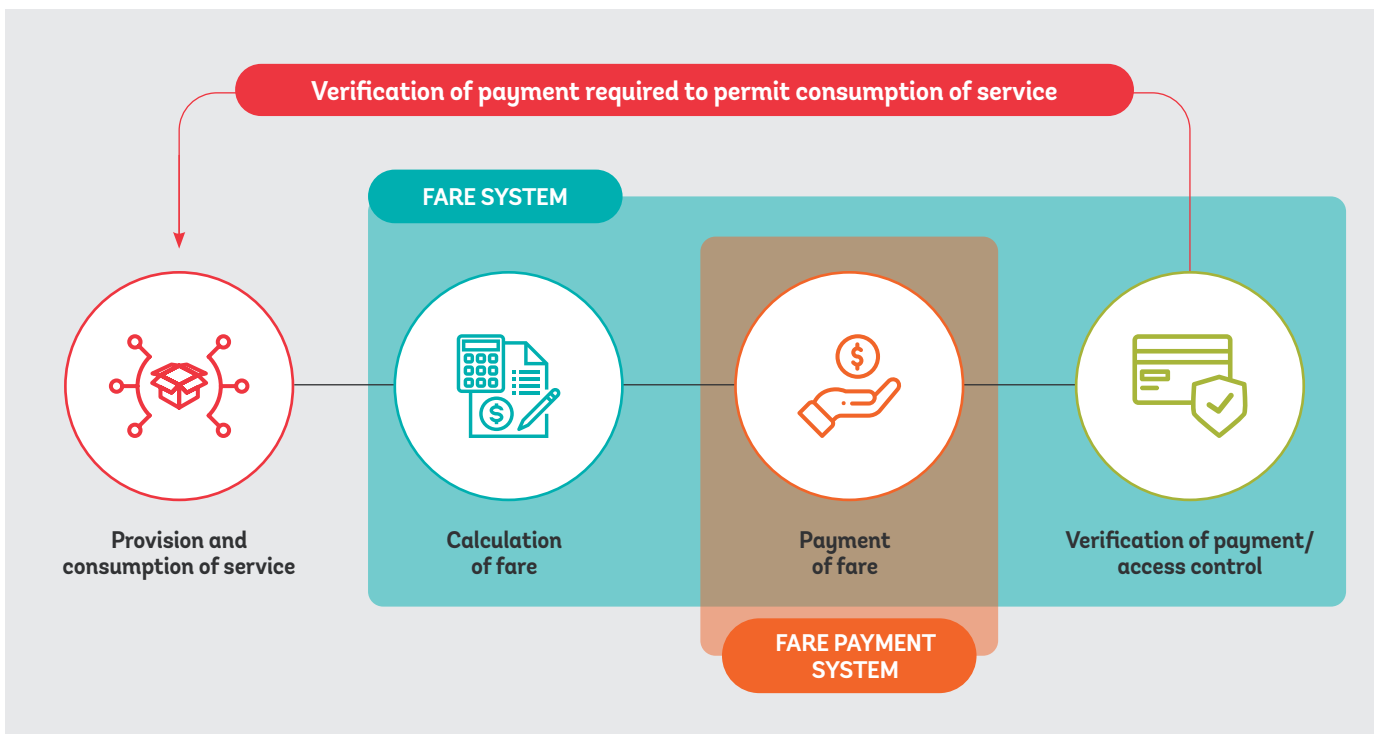 Verification of payment required to permit consumption of service
FARE SYSTEM
$
$
Provision and
consumption of service
Calculation
of fare
Payment
of fare
Verification of payment/
access control
FARE PAYMENT
SYSTEM